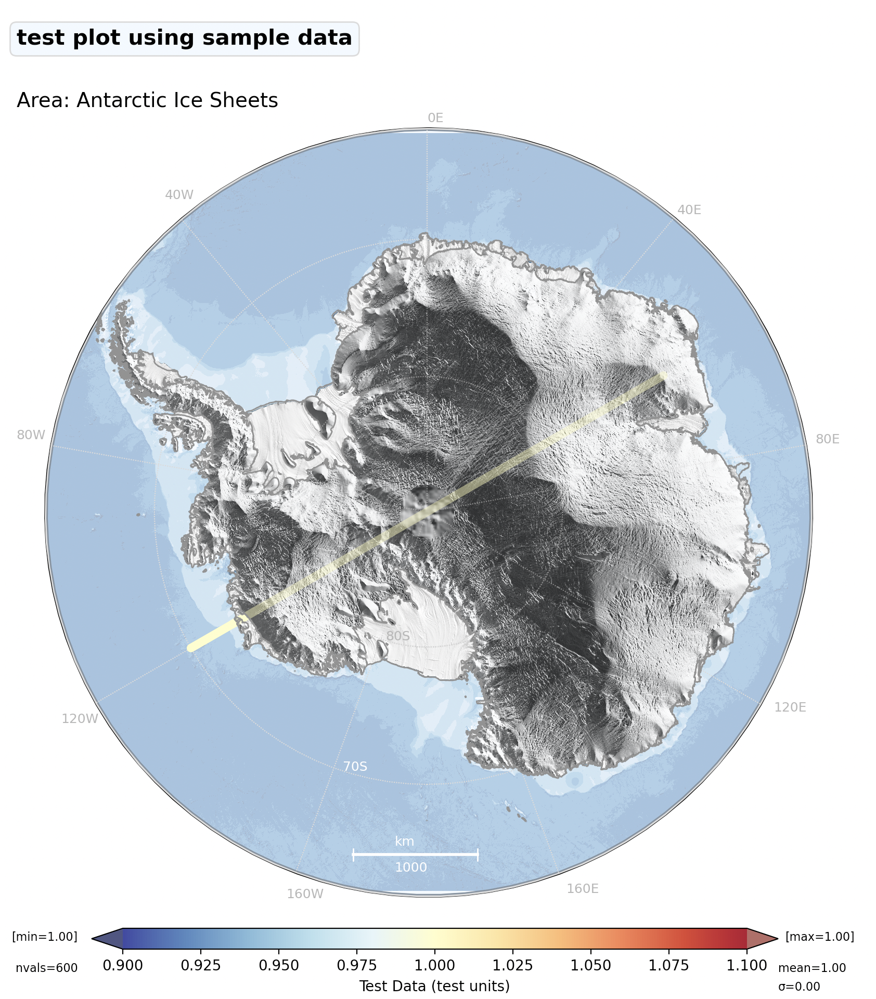 test plot using sample data
Area: Antarctic Ice Sheets
0E
40W
40E
80W
80E
80S
120W
120E
70S
km
1000
160W
160E
[min=1.00]
[max=1.00]
nvals=600
0.900 0.925 0.950 0.975 1.000 1.025 1.050 1.075 1.100
mean=1.00
Test Data (test units)
σ=0.00